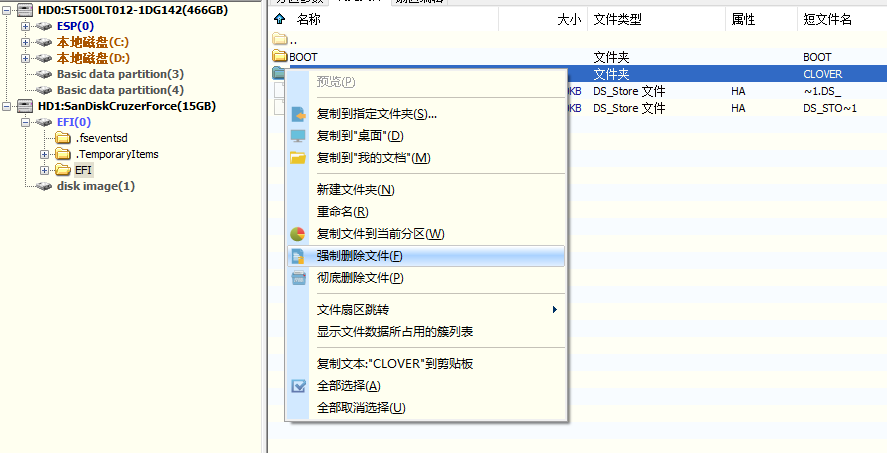 HD0:ST500LT012-1DG142(466GB)
ESP(0)
本地磁盘(C:)
本地磁盘(D:)
Basic data partition(3)
Basic data partition(4)
HD1:SanDiskCruzerForce(15GB)
EFI(0)
.fseventsd
.TemporaryItems
EFI
disk image(1)
名称 大小 文件类型 属性 短文件名
..
BOOT 文件夹 BOOT
文件夹 CLOVER
KB DS_Store 文件 HA ~1.DS_
KB DS_Store 文件 HA DS_STO~1
预览(P)
复制到指定文件夹(S)...
复制到"桌面"(D)
复制到"我的文档"(M)
新建文件夹(N)
重命名(R)
复制文件到当前分区(W)
强制删除文件(F)
彻底删除文件(P)
文件扇区跳转
显示文件数据所占用的簇列表
复制文本:"CLOVER"到剪贴板
全部选择(A)
全部取消选择(U)